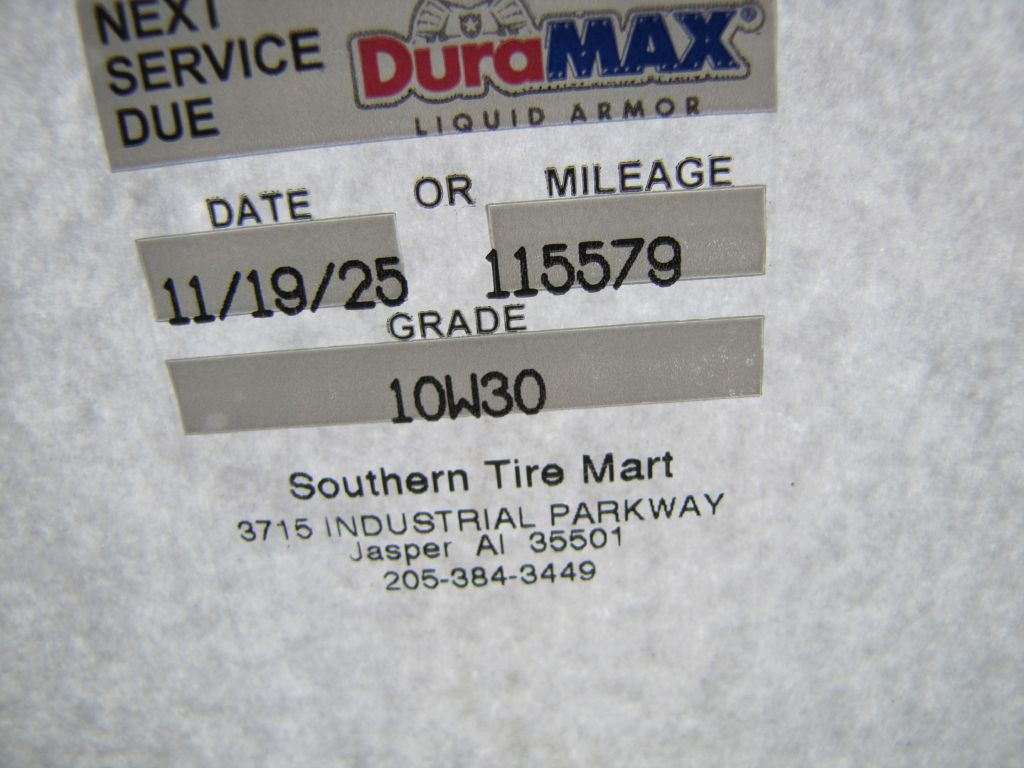 NEXT
SERVICE
DUE
DuraMAX®
LIQUID ARMOR
DATE OR MILEAGE
11/19/25 115579
GRADE
10W30
Southern Tire Mart
3715 INDUSTRIAL PARKWAY
Jasper Al 35501
205-384-3449